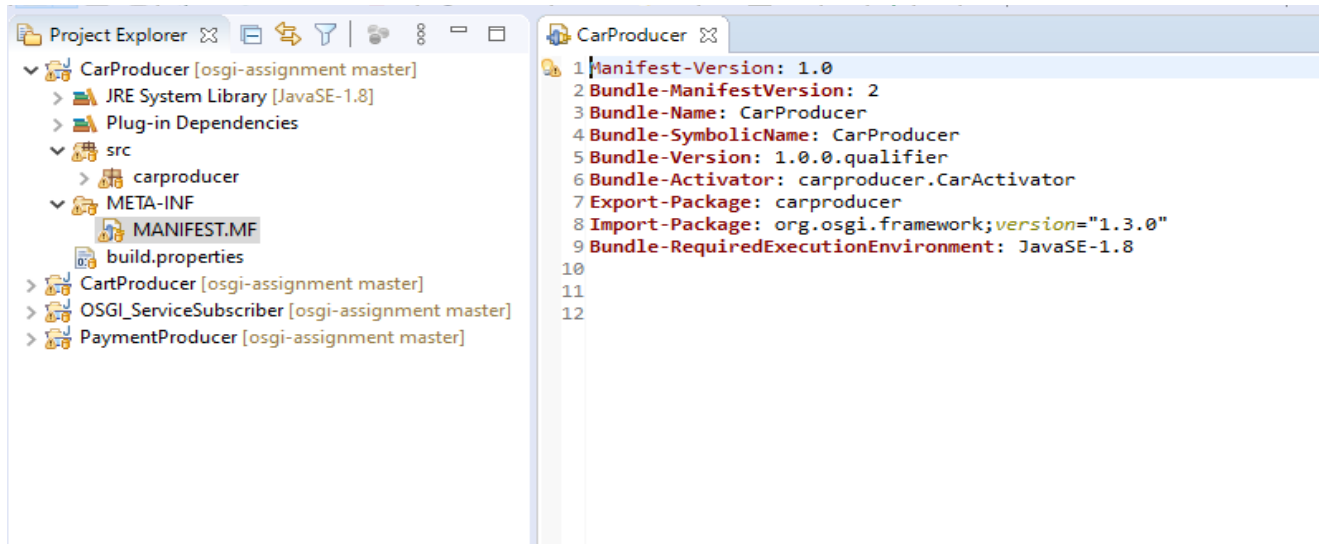 Project Explorer
CarProducer [osgi-assignment master]
JRE System Library [JavaSE-1.8]
Plug-in Dependencies
src
carproducer
META-INF
MANIFEST.MF
build.properties
CartProducer [osgi-assignment master]
OSGI_ServiceSubscriber [osgi-assignment master]
PaymentProducer [osgi-assignment master]
CarProducer
1 Manifest-Version: 1.0
2 Bundle-ManifestVersion: 2
3 Bundle-Name: CarProducer
4 Bundle-SymbolicName: CarProducer
5 Bundle-Version: 1.0.0.qualifier
6 Bundle-Activator: carproducer.CarActivator
7 Export-Package: carproducer
8 Import-Package: org.osgi.framework;version="1.3.0"
9 Bundle-RequiredExecutionEnvironment: JavaSE-1.8
10
11
12